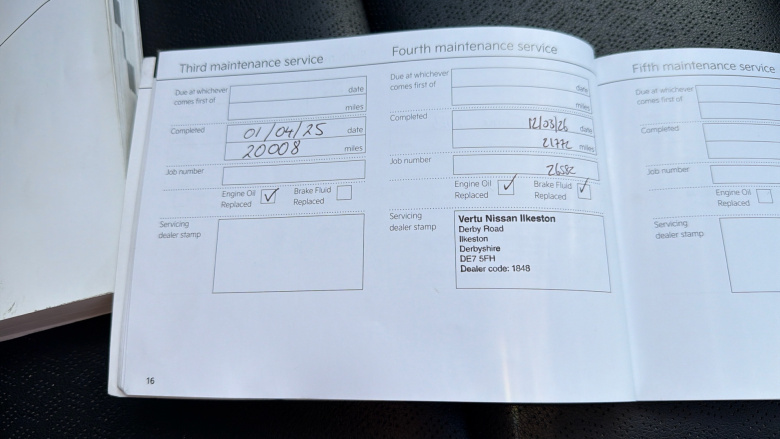 Third maintenance service
Due at whichever comes first of
date
miles
Completed
01/04/25 date
20008 miles
Job number
Engine Oil Replaced ✓
Brake Fluid Replaced
Servicing dealer stamp
16
Fourth maintenance service
Due at whichever comes first of
date
miles
Completed
12/03/26 date
miles
Job number
Engine Oil Replaced ✓
Brake Fluid Replaced ✓
Servicing dealer stamp
Vertu Nissan Ilkeston
Derby Road
Ilkeston
Derbyshire
DE7 5FH
Dealer code: 1848
Fifth maintenance service
Due at whichever comes first of
Completed
Job number
Engine Oil Replaced
Servicing dealer stamp